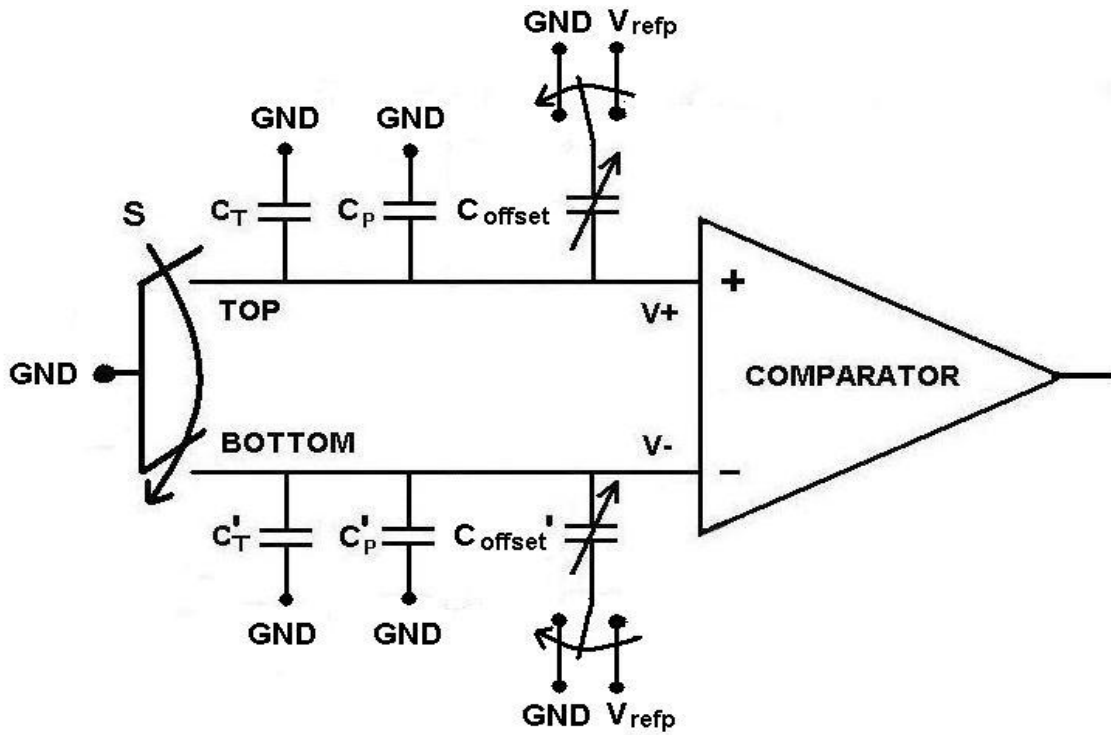 GND V_refp
GND GND
S C_T C_P C_offset
+
TOP V+
GND COMPARATOR
BOTTOM V-
−
C'_T C'_P C_offset'
GND GND
GND V_refp